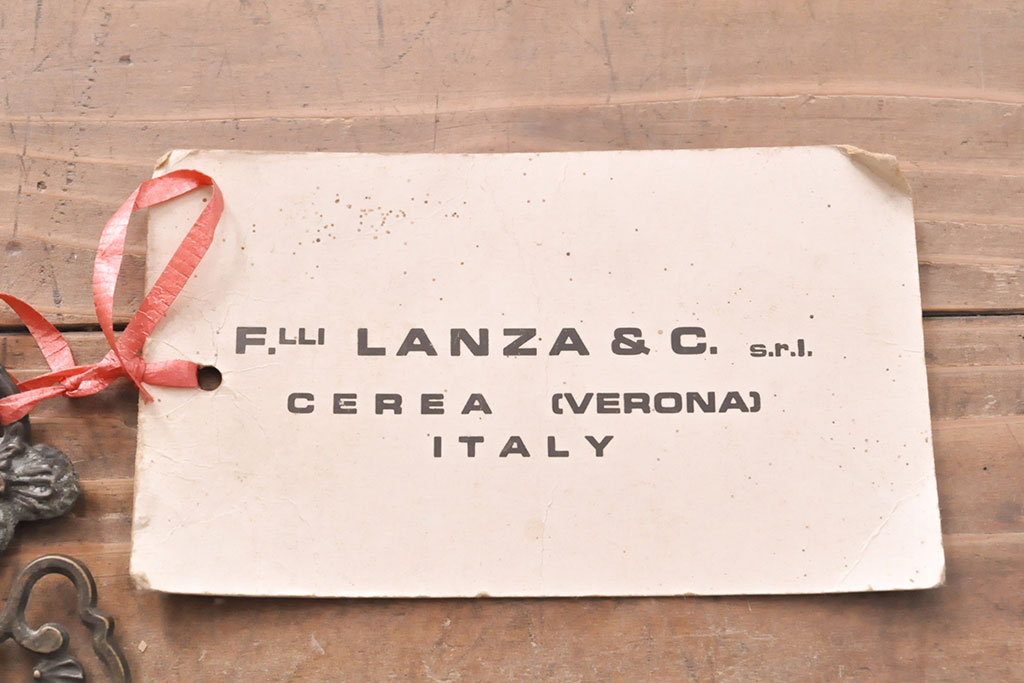 F.LLI LANZA & C. s.r.l.
CEREA (VERONA)
ITALY